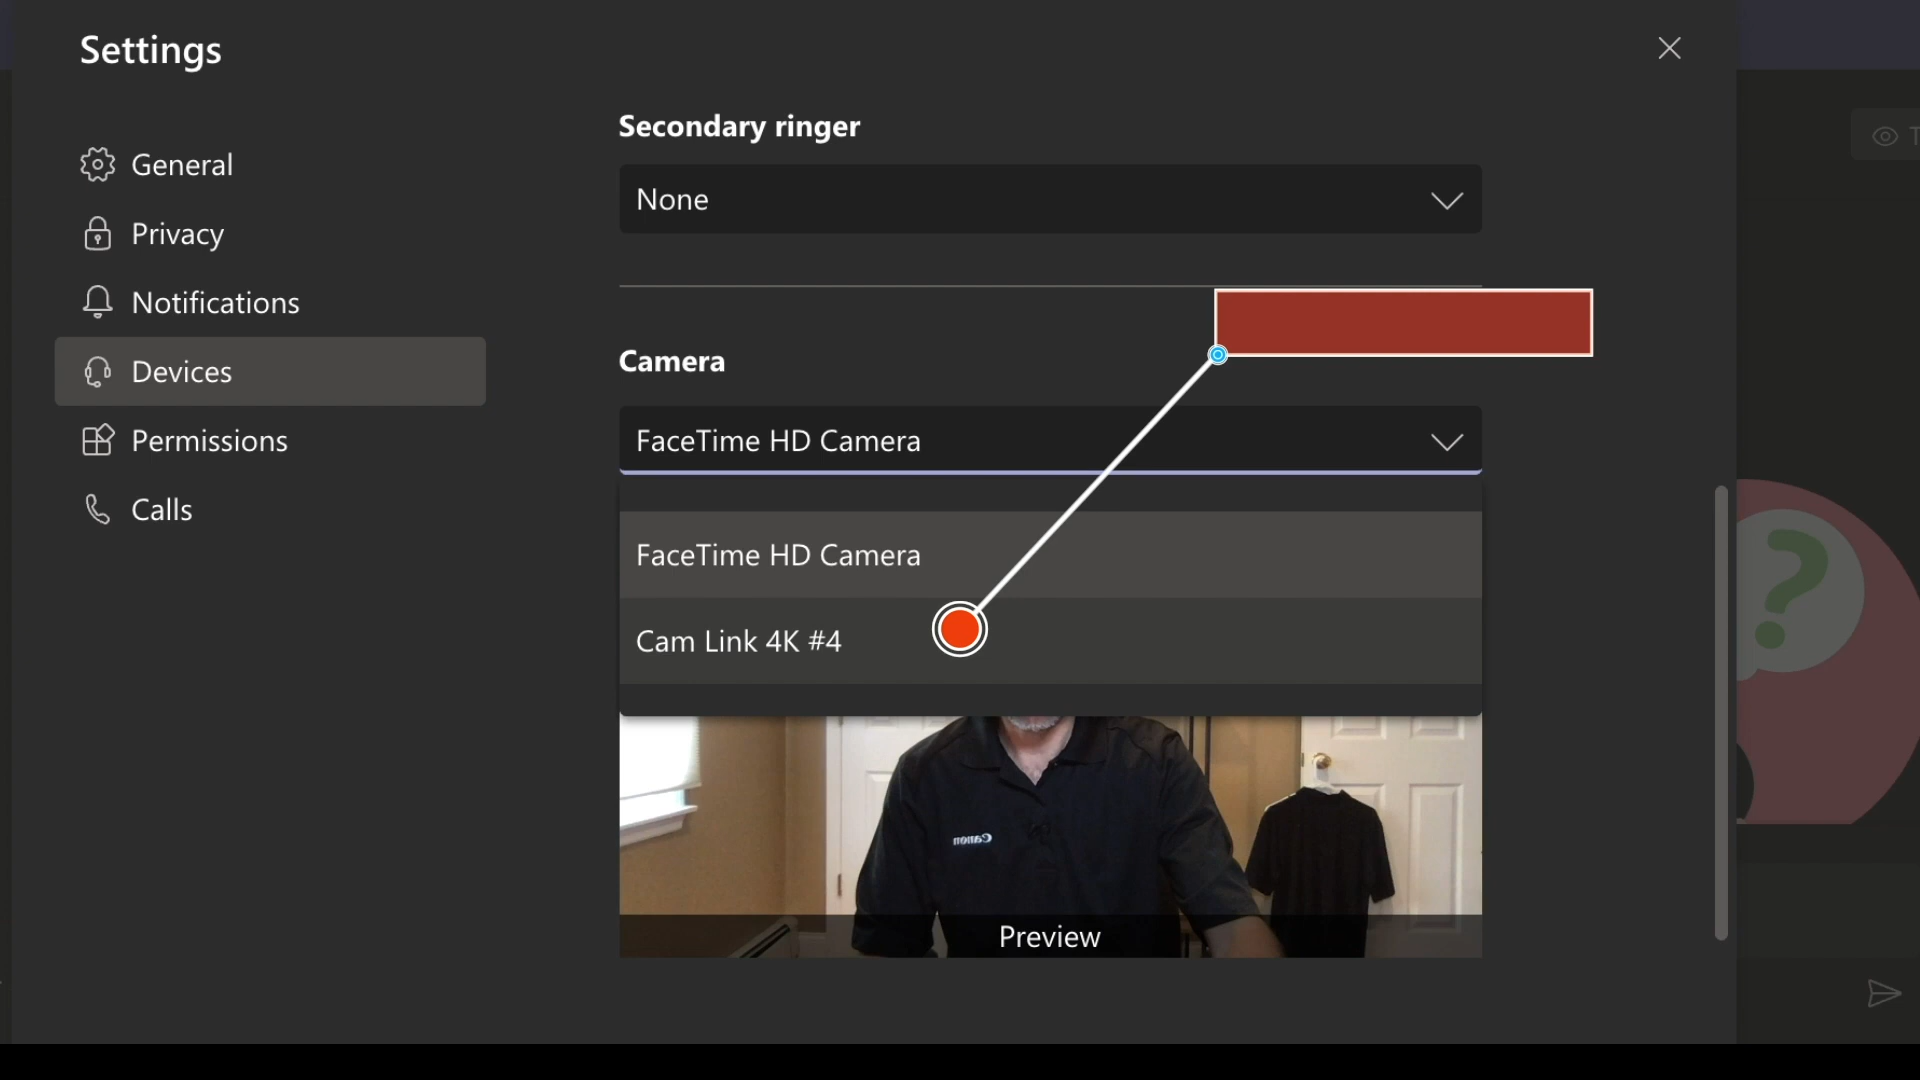 Settings
General
Privacy
Notifications
Devices
Permissions
Calls
Secondary ringer
None
Camera
FaceTime HD Camera
FaceTime HD Camera
Cam Link 4K #4
Canon
Preview
T